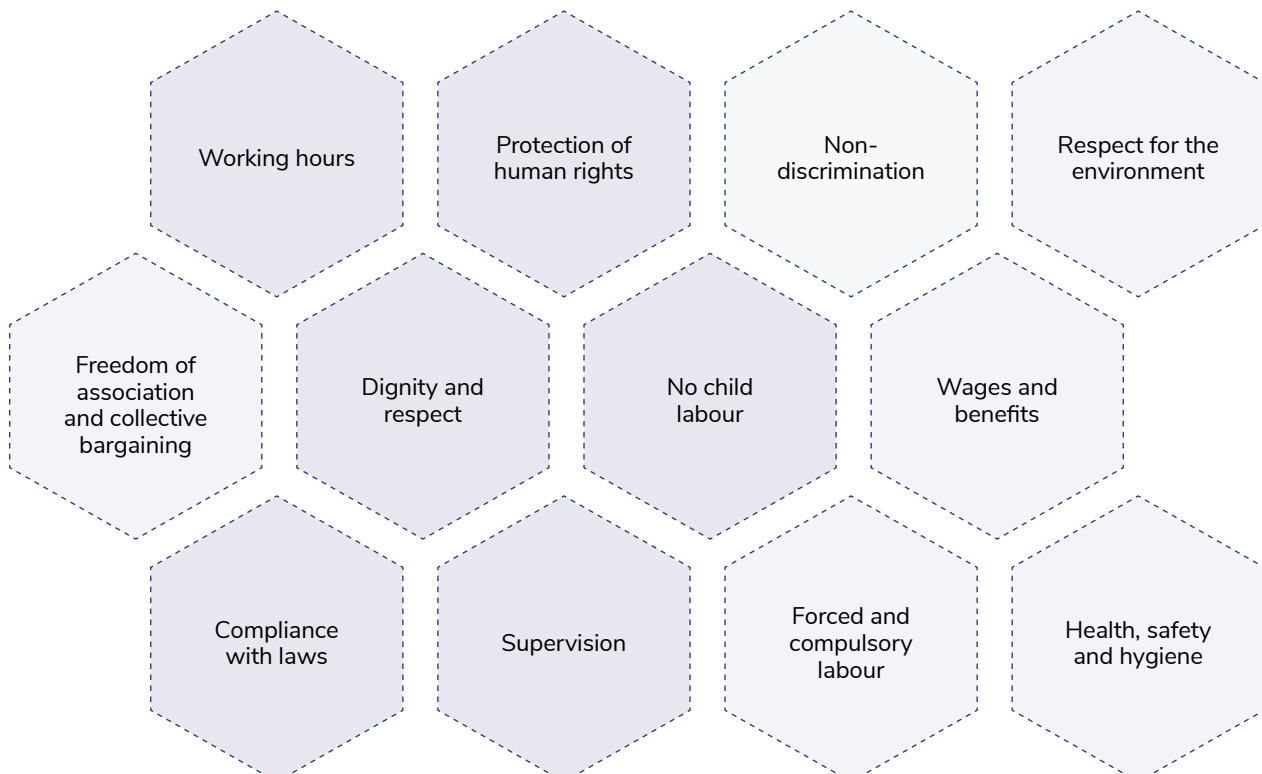 Working hours
Protection of
human rights
Non-
discrimination
Respect for the
environment
Freedom of
association
and collective
bargaining
Dignity and
respect
No child
labour
Wages and
benefits
Compliance
with laws
Supervision
Forced and
compulsory
labour
Health, safety
and hygiene